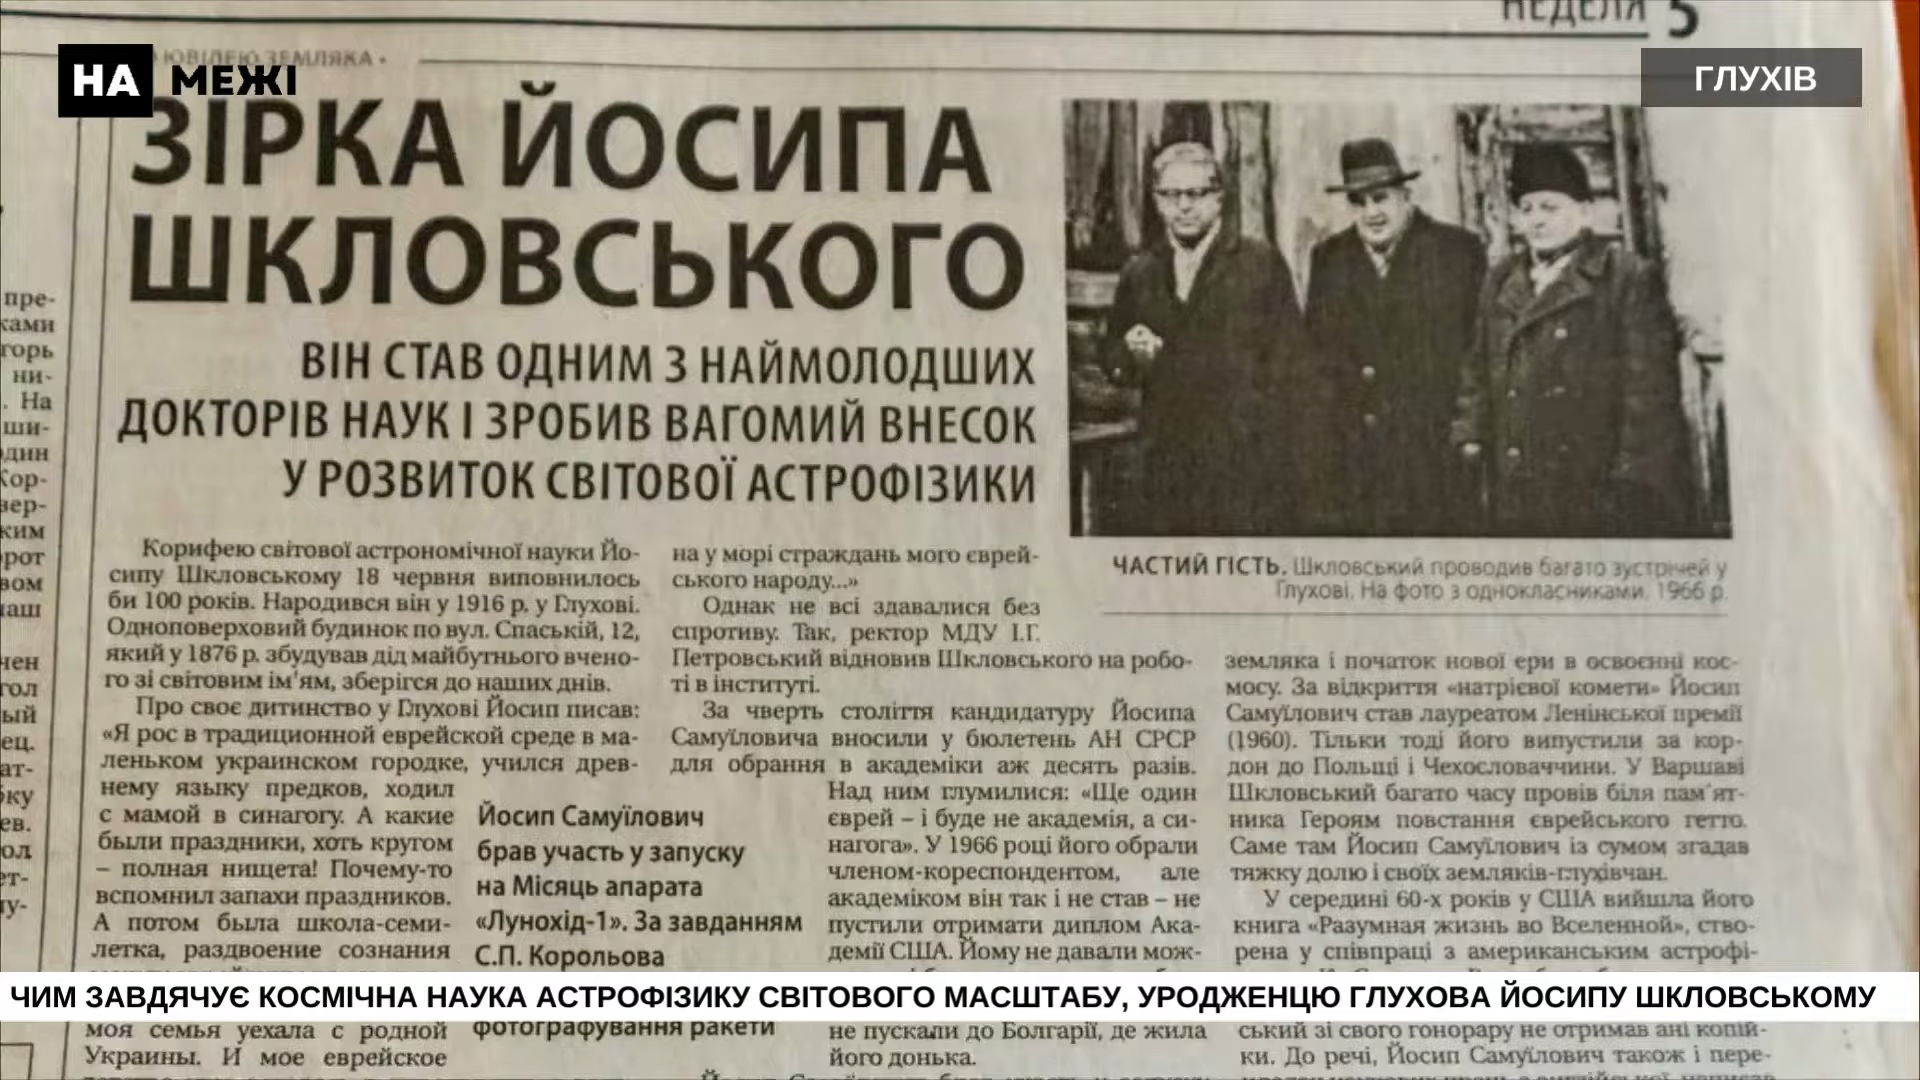 НЕДЕЛЯ 5
НА МЕЖІ
ГЛУХІВ
ЮВІЛЕЮ ЗЕМЛЯКА •
ЗІРКА ЙОСИПА
ШКЛОВСЬКОГО
ВІН СТАВ ОДНИМ З НАЙМОЛОДШИХ
ДОКТОРІВ НАУК І ЗРОБИВ ВАГОМИЙ ВНЕСОК
У РОЗВИТОК СВІТОВОЇ АСТРОФІЗИКИ
ЧАСТИЙ ГІСТЬ. Шкловський проводив багато зустрічей у
Глухові. На фото з однокласниками. 1966 р.
Корифею світової астрономічної науки Йо-
сипу Шкловському 18 червня виповнилось
би 100 років. Народився він у 1916 р. у Глухові.
Одноповерховий будинок по вул. Спаській, 12,
який у 1876 р. збудував дід майбутнього вчено-
го зі світовим ім'ям, зберігся до наших днів.
Про своє дитинство у Глухові Йосип писав:
«Я рос в традиционной еврейской среде в ма-
леньком украинском городке, учился древ-
нему языку предков, ходил
с мамой в синагогу. А какие
были праздники, хоть кругом
– полная нищета! Почему-то
вспомнил запахи праздников.
А потом была школа-семи-
летка, раздвоение сознания
моя семья уехала с родной
Украины. И мое еврейское
Йосип Самуїлович
брав участь у запуску
на Місяць апарата
«Лунохід-1». За завданням
С.П. Корольова
фотографування ракети
на у морі страждань мого єврей-
ського народу...»
Однак не всі здавалися без
спротиву. Так, ректор МДУ І.Г.
Петровський відновив Шкловського на робо-
ті в інституті.
За чверть століття кандидатуру Йосипа
Самуїловича вносили у бюлетень АН СРСР
для обрання в академіки аж десять разів.
Над ним глумилися: «Ще один
єврей – і буде не академія, а си-
нагога». У 1966 році його обрали
членом-кореспондентом, але
академіком він так і не став – не
пустили отримати диплом Ака-
демії США. Йому не давали мож-
не пускали до Болгарії, де жила
його донька.
земляка і початок нової ери в освоєнні кос-
мосу. За відкриття «натрієвої комети» Йосип
Самуїлович став лауреатом Ленінської премії
(1960). Тільки тоді його випустили за кор-
дон до Польщі і Чехословаччини. У Варшаві
Шкловський багато часу провів біля пам'ят-
ника Героям повстання єврейського гетто.
Саме там Йосип Самуїлович із сумом згадав
тяжку долю і своїх земляків-глухівчан.
У середині 60-х років у США вийшла його
книга «Разумная жизнь во Вселенной», ство-
рена у співпраці з американським астрофі-
ський зі свого гонорару не отримав ані копій-
ки. До речі, Йосип Самуїлович також і пере-
ЧИМ ЗАВДЯЧУЄ КОСМІЧНА НАУКА АСТРОФІЗИКУ СВІТОВОГО МАСШТАБУ, УРОДЖЕНЦЮ ГЛУХОВА ЙОСИПУ ШКЛОВСЬКОМУ